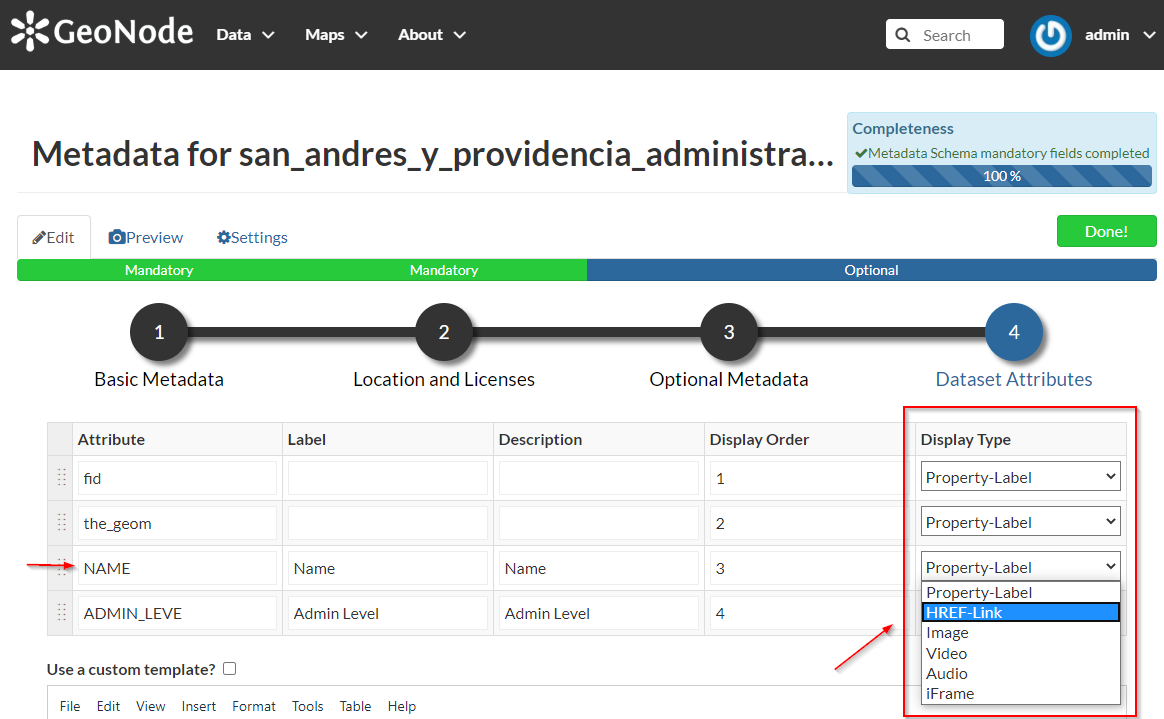 GeoNode Data Maps About Search admin
Completeness
Metadata for san_andres_y_providencia_administra...
Metadata Schema mandatory fields completed
100 %
Edit Preview Settings Done!
Mandatory Mandatory Optional
1 2 3 4
Basic Metadata Location and Licenses Optional Metadata Dataset Attributes
Attribute Label Description Display Order Display Type
fid 1 Property-Label
the_geom 2 Property-Label
NAME Name Name 3 Property-Label
Property-Label
ADMIN_LEVE Admin Level Admin Level 4 HREF-Link
Image
Video
Audio
iFrame
Use a custom template?
File Edit View Insert Format Tools Table Help